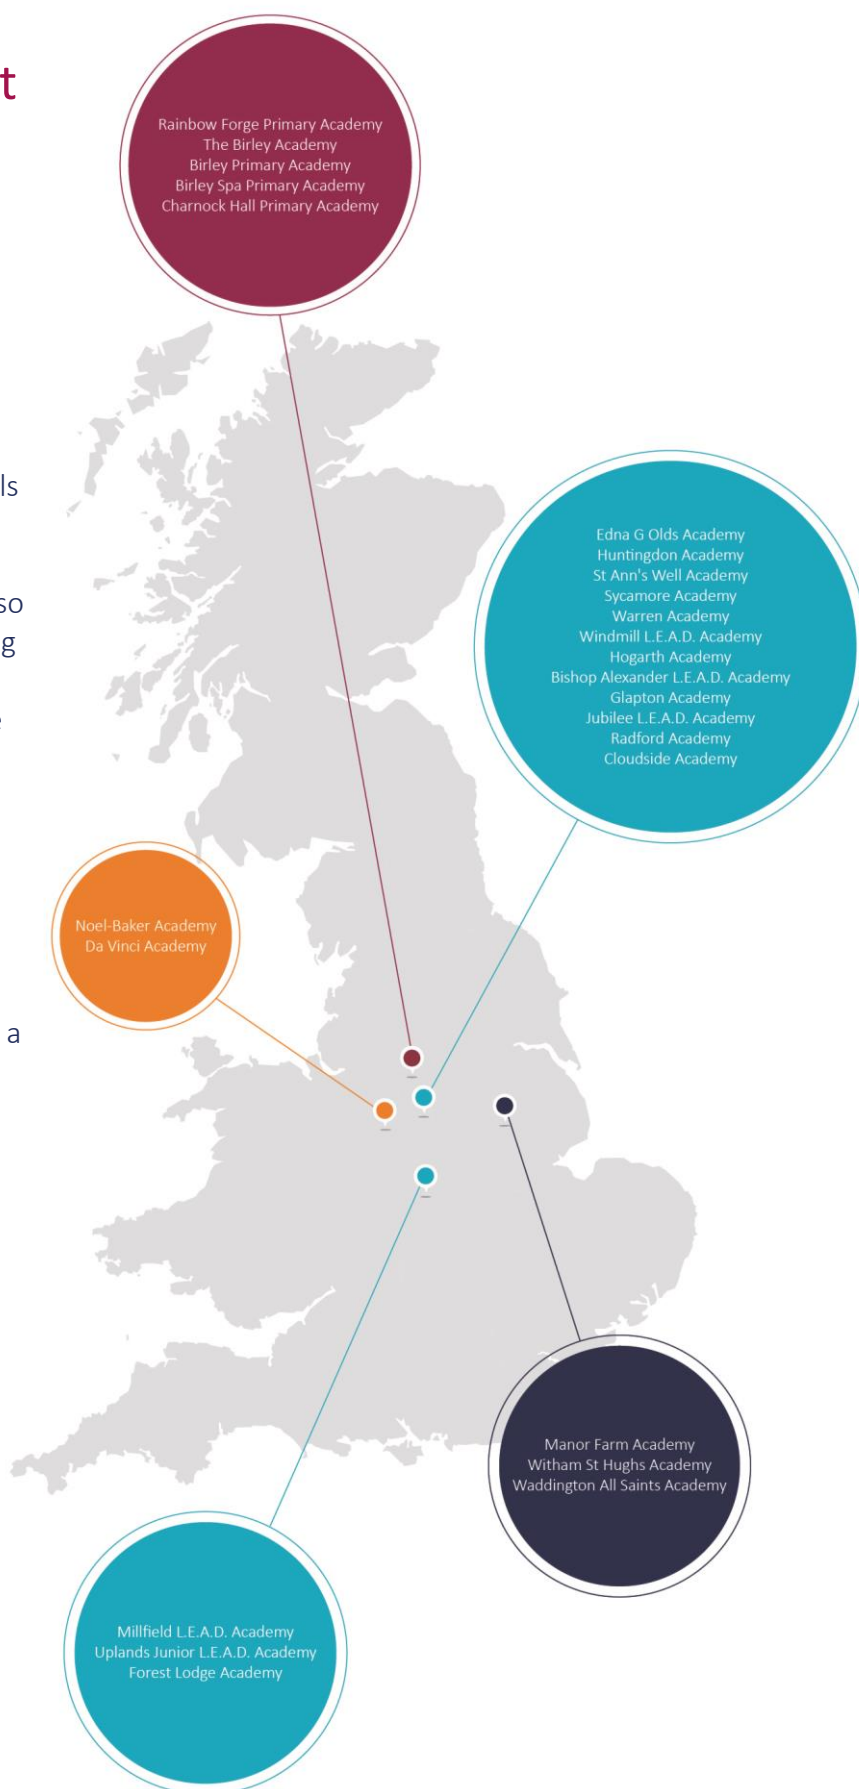 t
Rainbow Forge Primary Academy
The Birley Academy
Birley Primary Academy
Birley Spa Primary Academy
Charnock Hall Primary Academy
ls
so
g
e
a
Edna G Olds Academy
Huntingdon Academy
St Ann's Well Academy
Sycamore Academy
Warren Academy
Windmill L.E.A.D. Academy
Hogarth Academy
Bishop Alexander L.E.A.D. Academy
Glapton Academy
Jubilee L.E.A.D. Academy
Radford Academy
Cloudside Academy
Noel-Baker Academy
Da Vinci Academy
Manor Farm Academy
Witham St Hughs Academy
Waddington All Saints Academy
Millfield L.E.A.D. Academy
Uplands Junior L.E.A.D. Academy
Forest Lodge Academy